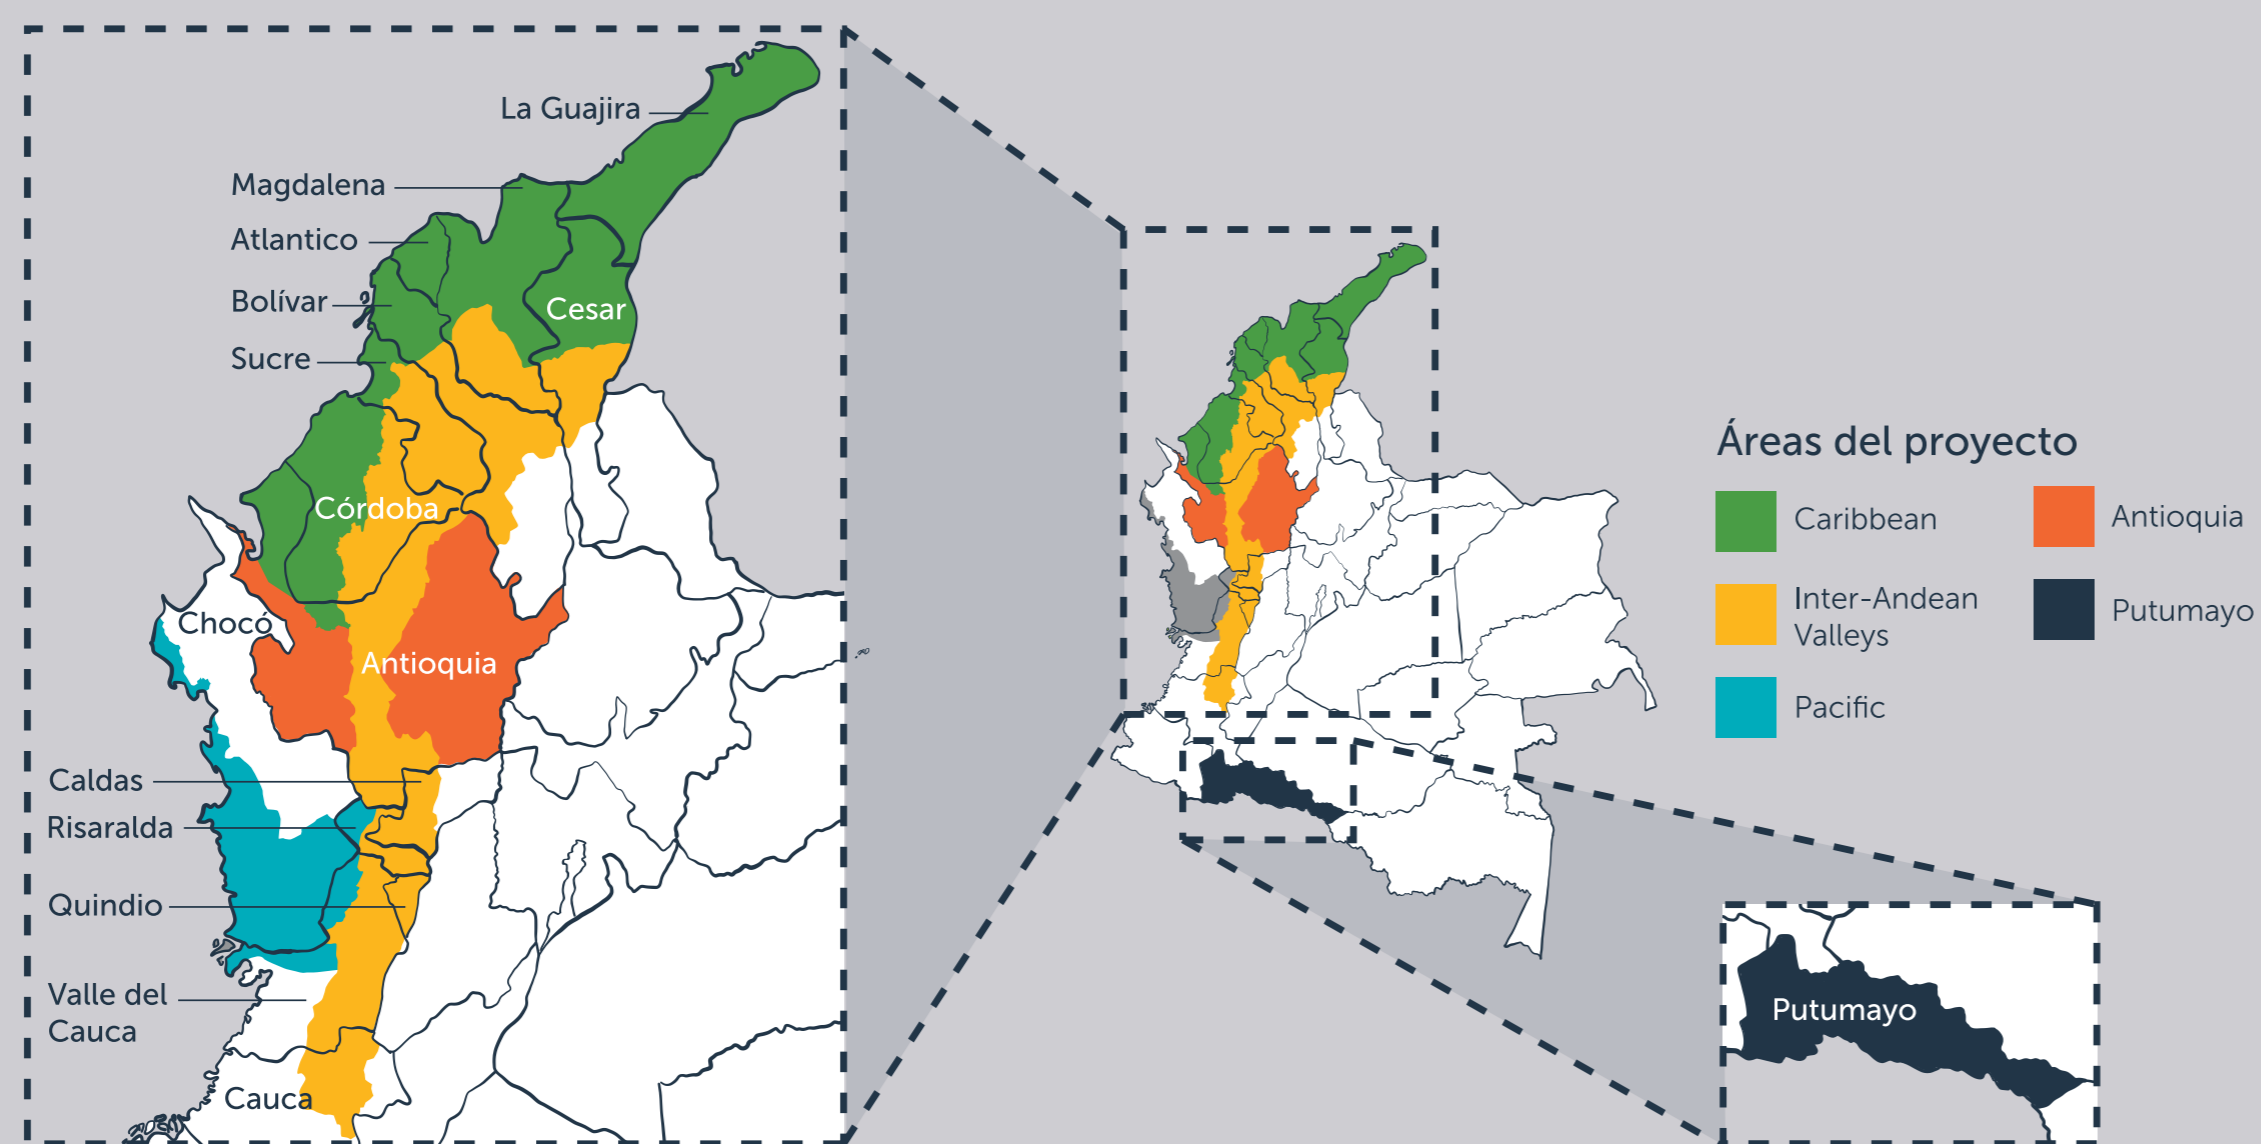 La Guajira
Magdalena
Atlantico
Bolívar
Cesar
Sucre
Córdoba
Chocó
Antioquia
Caldas
Risaralda
Quindio
Valle del
Cauca
Cauca
Áreas del proyecto
Caribbean
Inter-Andean
Valleys
Pacific
Antioquia
Putumayo
Putumayo